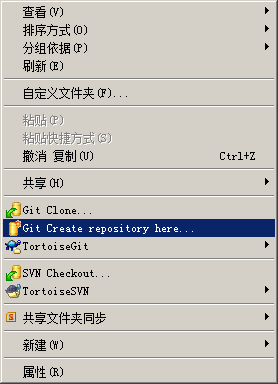 查看(V)
排序方式(O)
分组依据(P)
刷新(E)
自定义文件夹(F)...
粘贴(P)
粘贴快捷方式(S)
撤消 复制(U) Ctrl+Z
共享(H)
Git Clone...
Git Create repository here...
TortoiseGit
SVN Checkout...
TortoiseSVN
共享文件夹同步
新建(W)
属性(R)